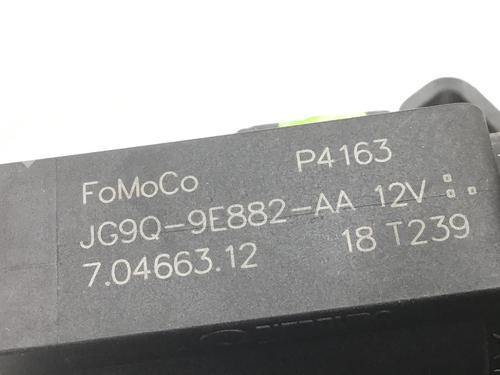 FoMoCo P4163
JG9Q-9E882-AA 12V
7.04663.12 18 T239